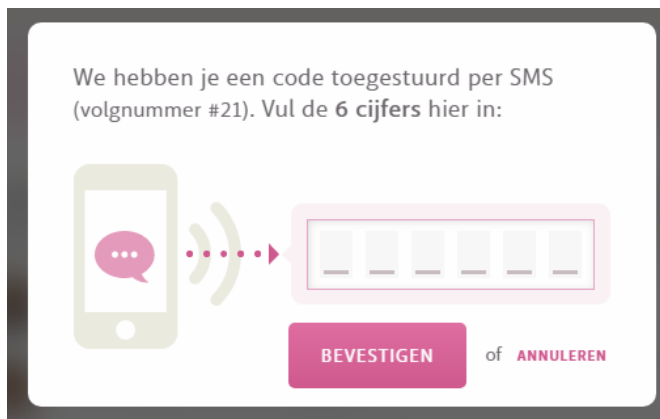 We hebben je een code toegestuurd per SMS
(volgnummer #21). Vul de 6 cijfers hier in:
BEVESTIGEN of ANNULEREN